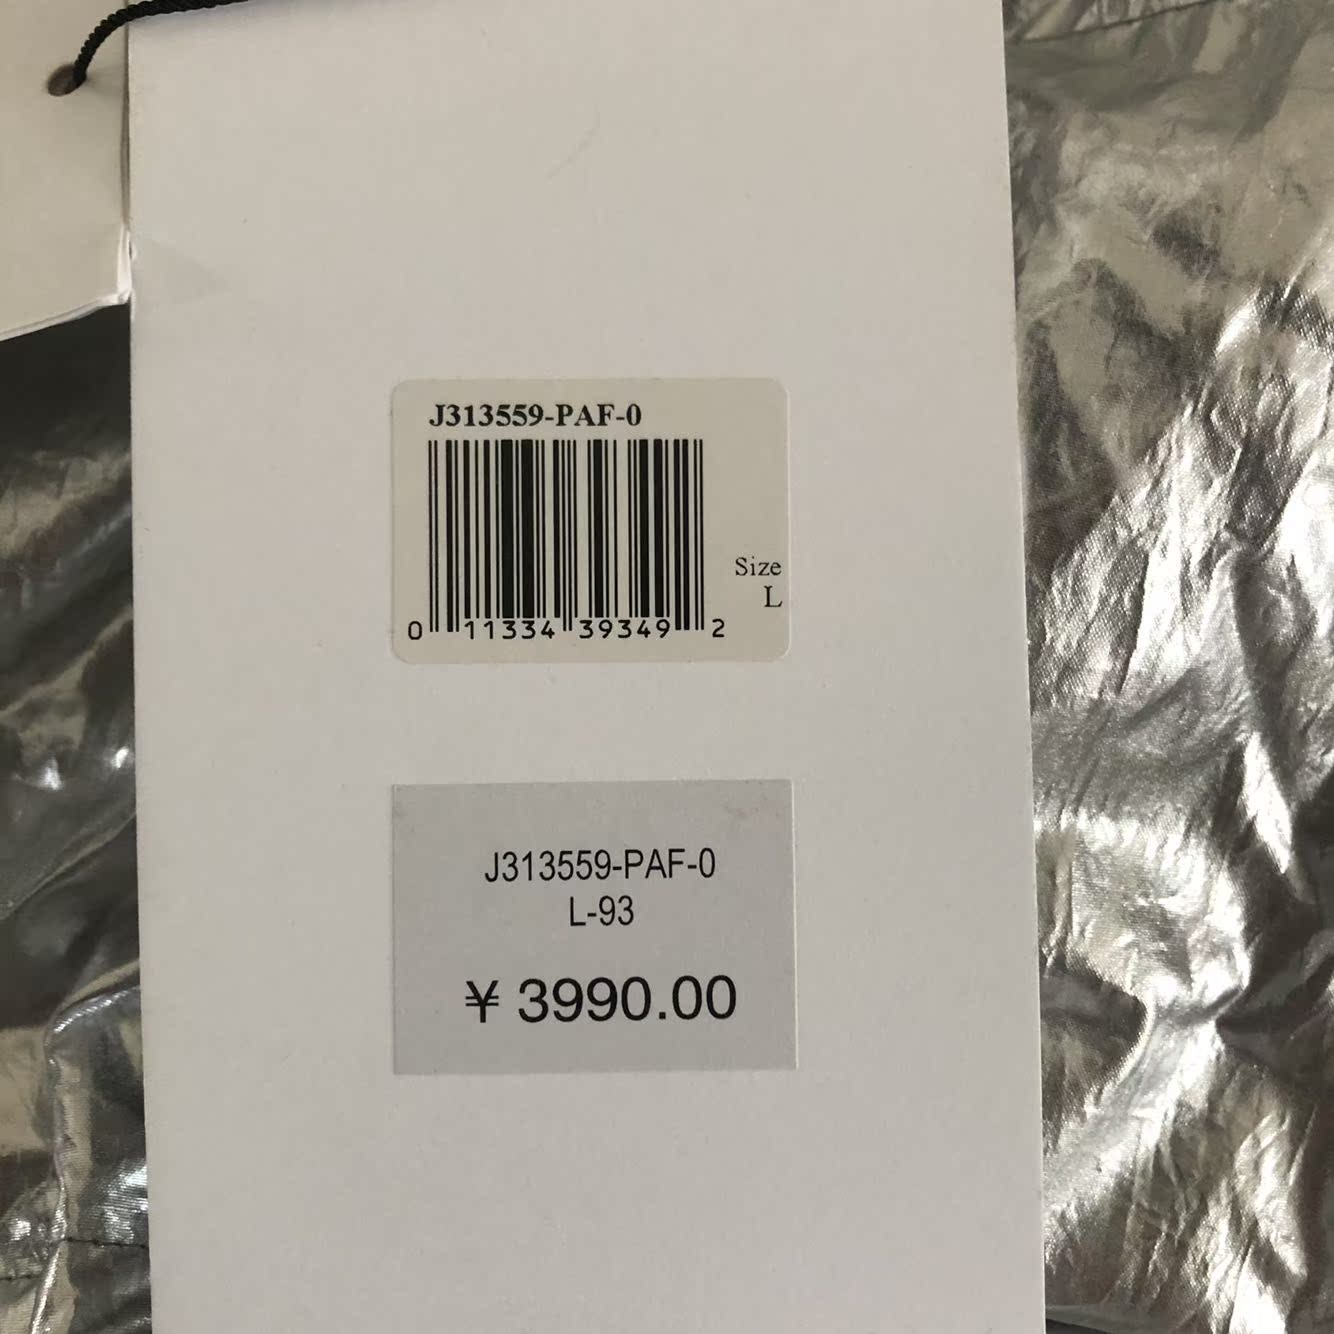 J313559-PAF-0
Size
L
0 11334 39349 2
J313559-PAF-0
L-93
¥ 3990.00